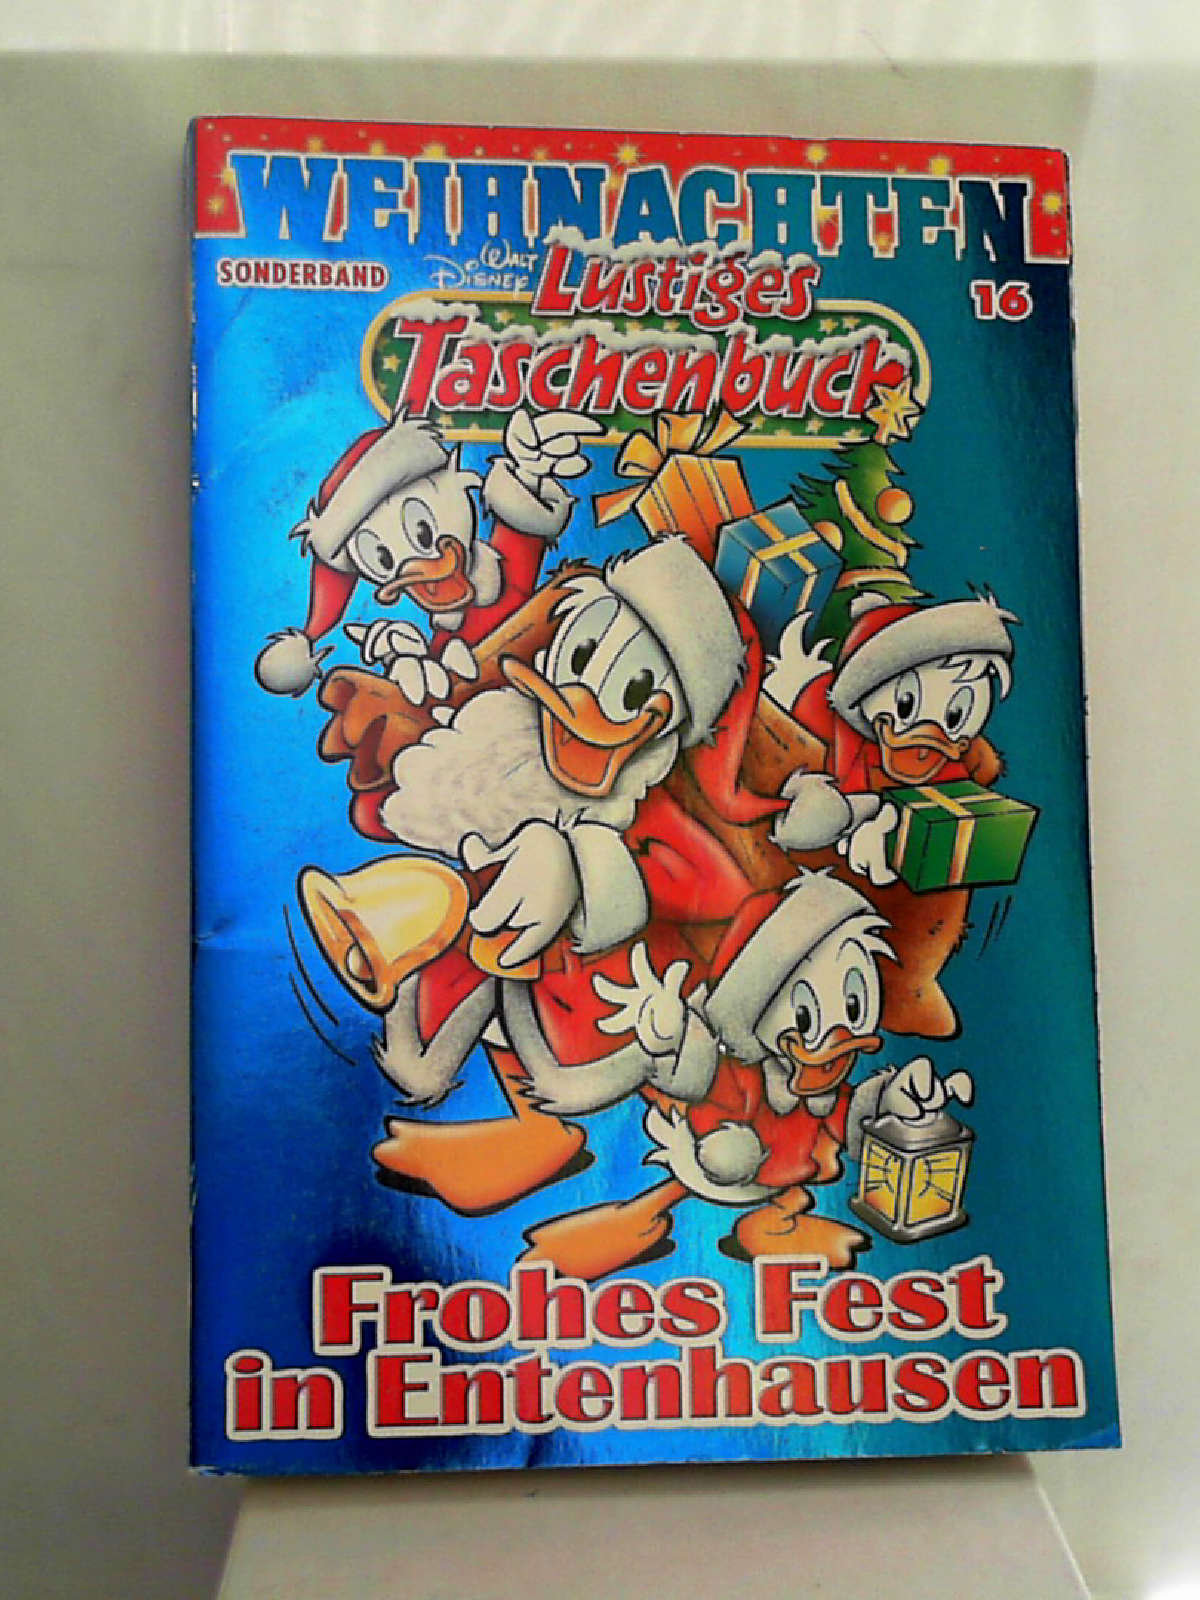 WEIHNACHTEN
SONDERBAND
WALT DISNEY
LUSTIGES
TASCHENBUCH
16
Frohes Fest
in Entenhausen